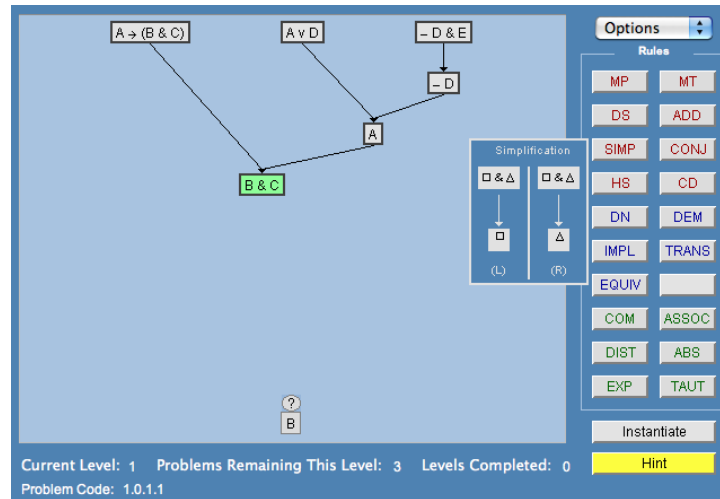 A → (B & C)
A v D
– D & E
– D
A
B & C
?
B
Simplification
□ & Δ
□ & Δ
□
Δ
(L)
(R)
Options
Rules
MP
MT
DS
ADD
SIMP
CONJ
HS
CD
DN
DEM
IMPL
TRANS
EQUIV
COM
ASSOC
DIST
ABS
EXP
TAUT
Instantiate
Hint
Current Level: 1 Problems Remaining This Level: 3 Levels Completed: 0
Problem Code: 1.0.1.1